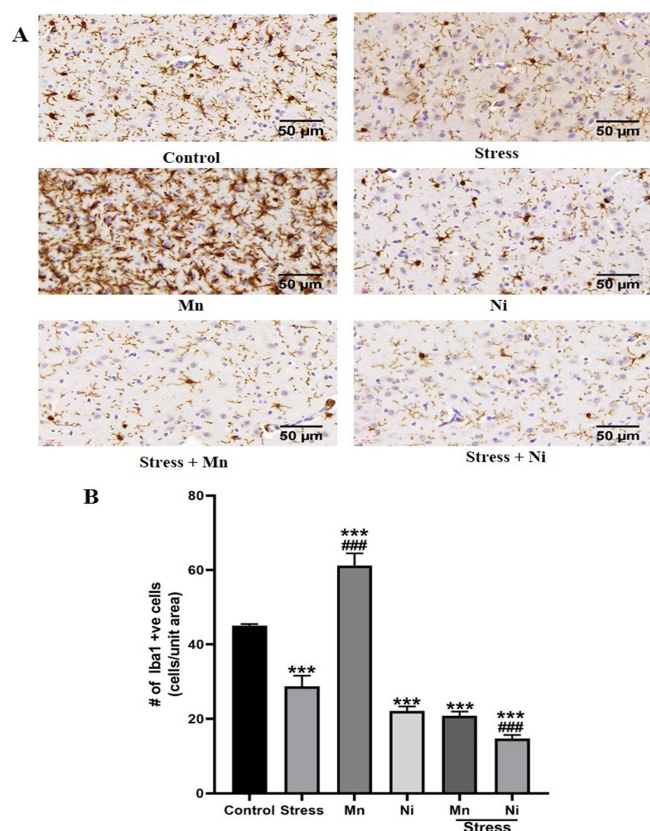 A
50 µm
50 µm
Control
Stress
50 µm
50 µm
Mn
Ni
50 µm
50 µm
Stress + Mn
Stress + Ni
B
# of Iba1 +ve cells
(cells/unit area)
80
60
40
20
0
***
***
###
***
***
***
###
Control Stress Mn Ni Mn Ni
Stress